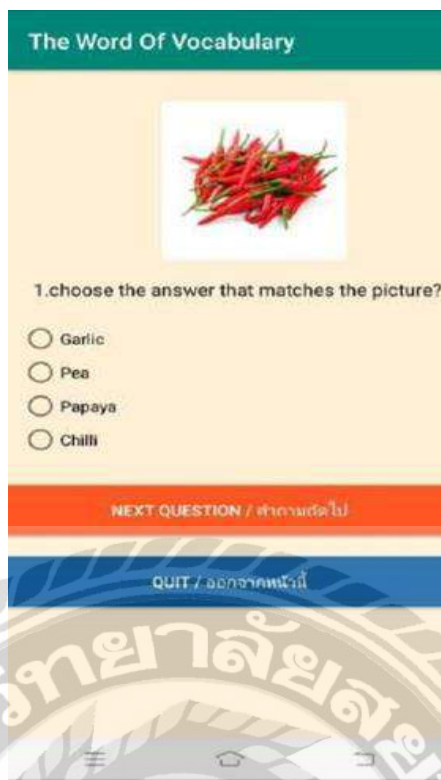 The Word Of Vocabulary
1.choose the answer that matches the picture?
Garlic
Pea
Papaya
Chilli
NEXT QUESTION / คำถามถัดไป
QUIT / ออกจากหน้านี้